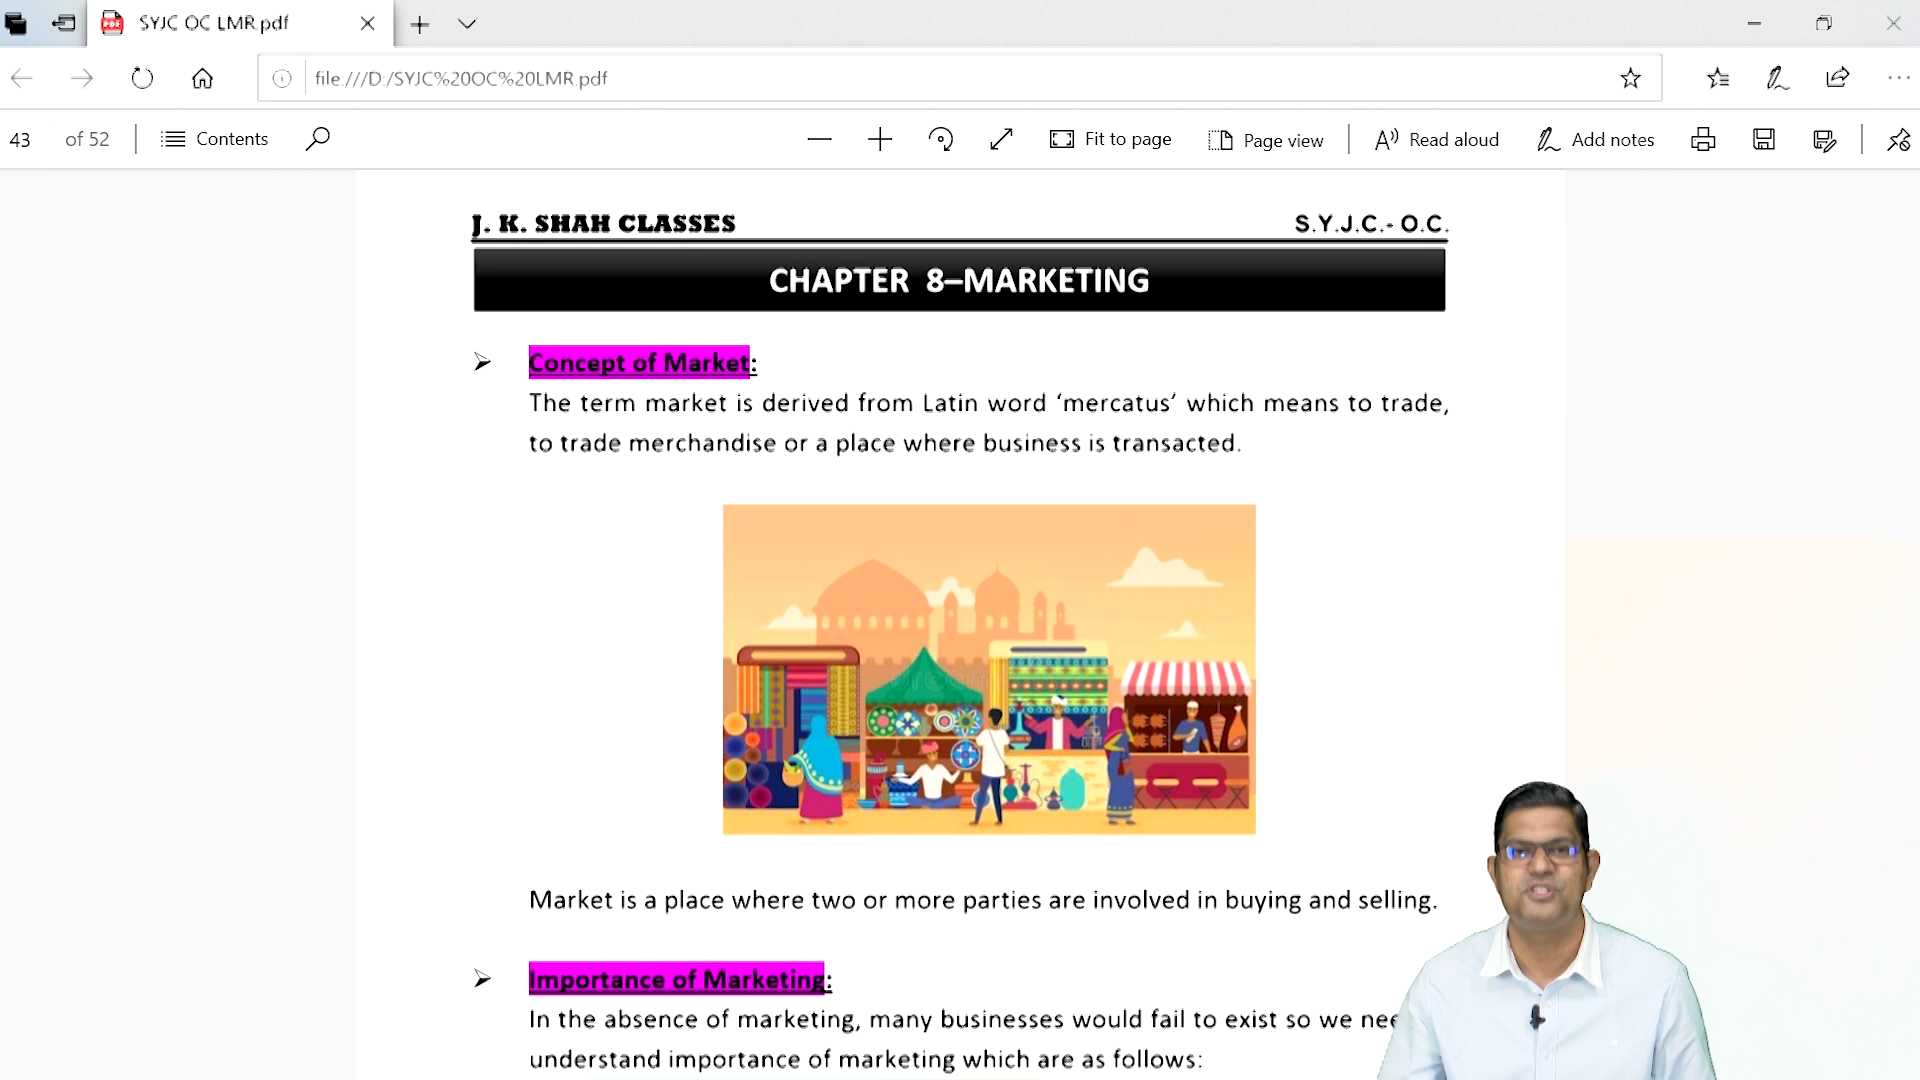 SYJC OC LMR.pdf
file:///D:/SYJC%20OC%20LMR.pdf
43 of 52 Contents Fit to page Page view Read aloud Add notes
J. K. SHAH CLASSES S.Y.J.C.- O.C.
CHAPTER 8–MARKETING
Concept of Market:
The term market is derived from Latin word ‘mercatus’ which means to trade,
to trade merchandise or a place where business is transacted.
Market is a place where two or more parties are involved in buying and selling.
Importance of Marketing:
In the absence of marketing, many businesses would fail to exist so we
understand importance of marketing which are as follows: